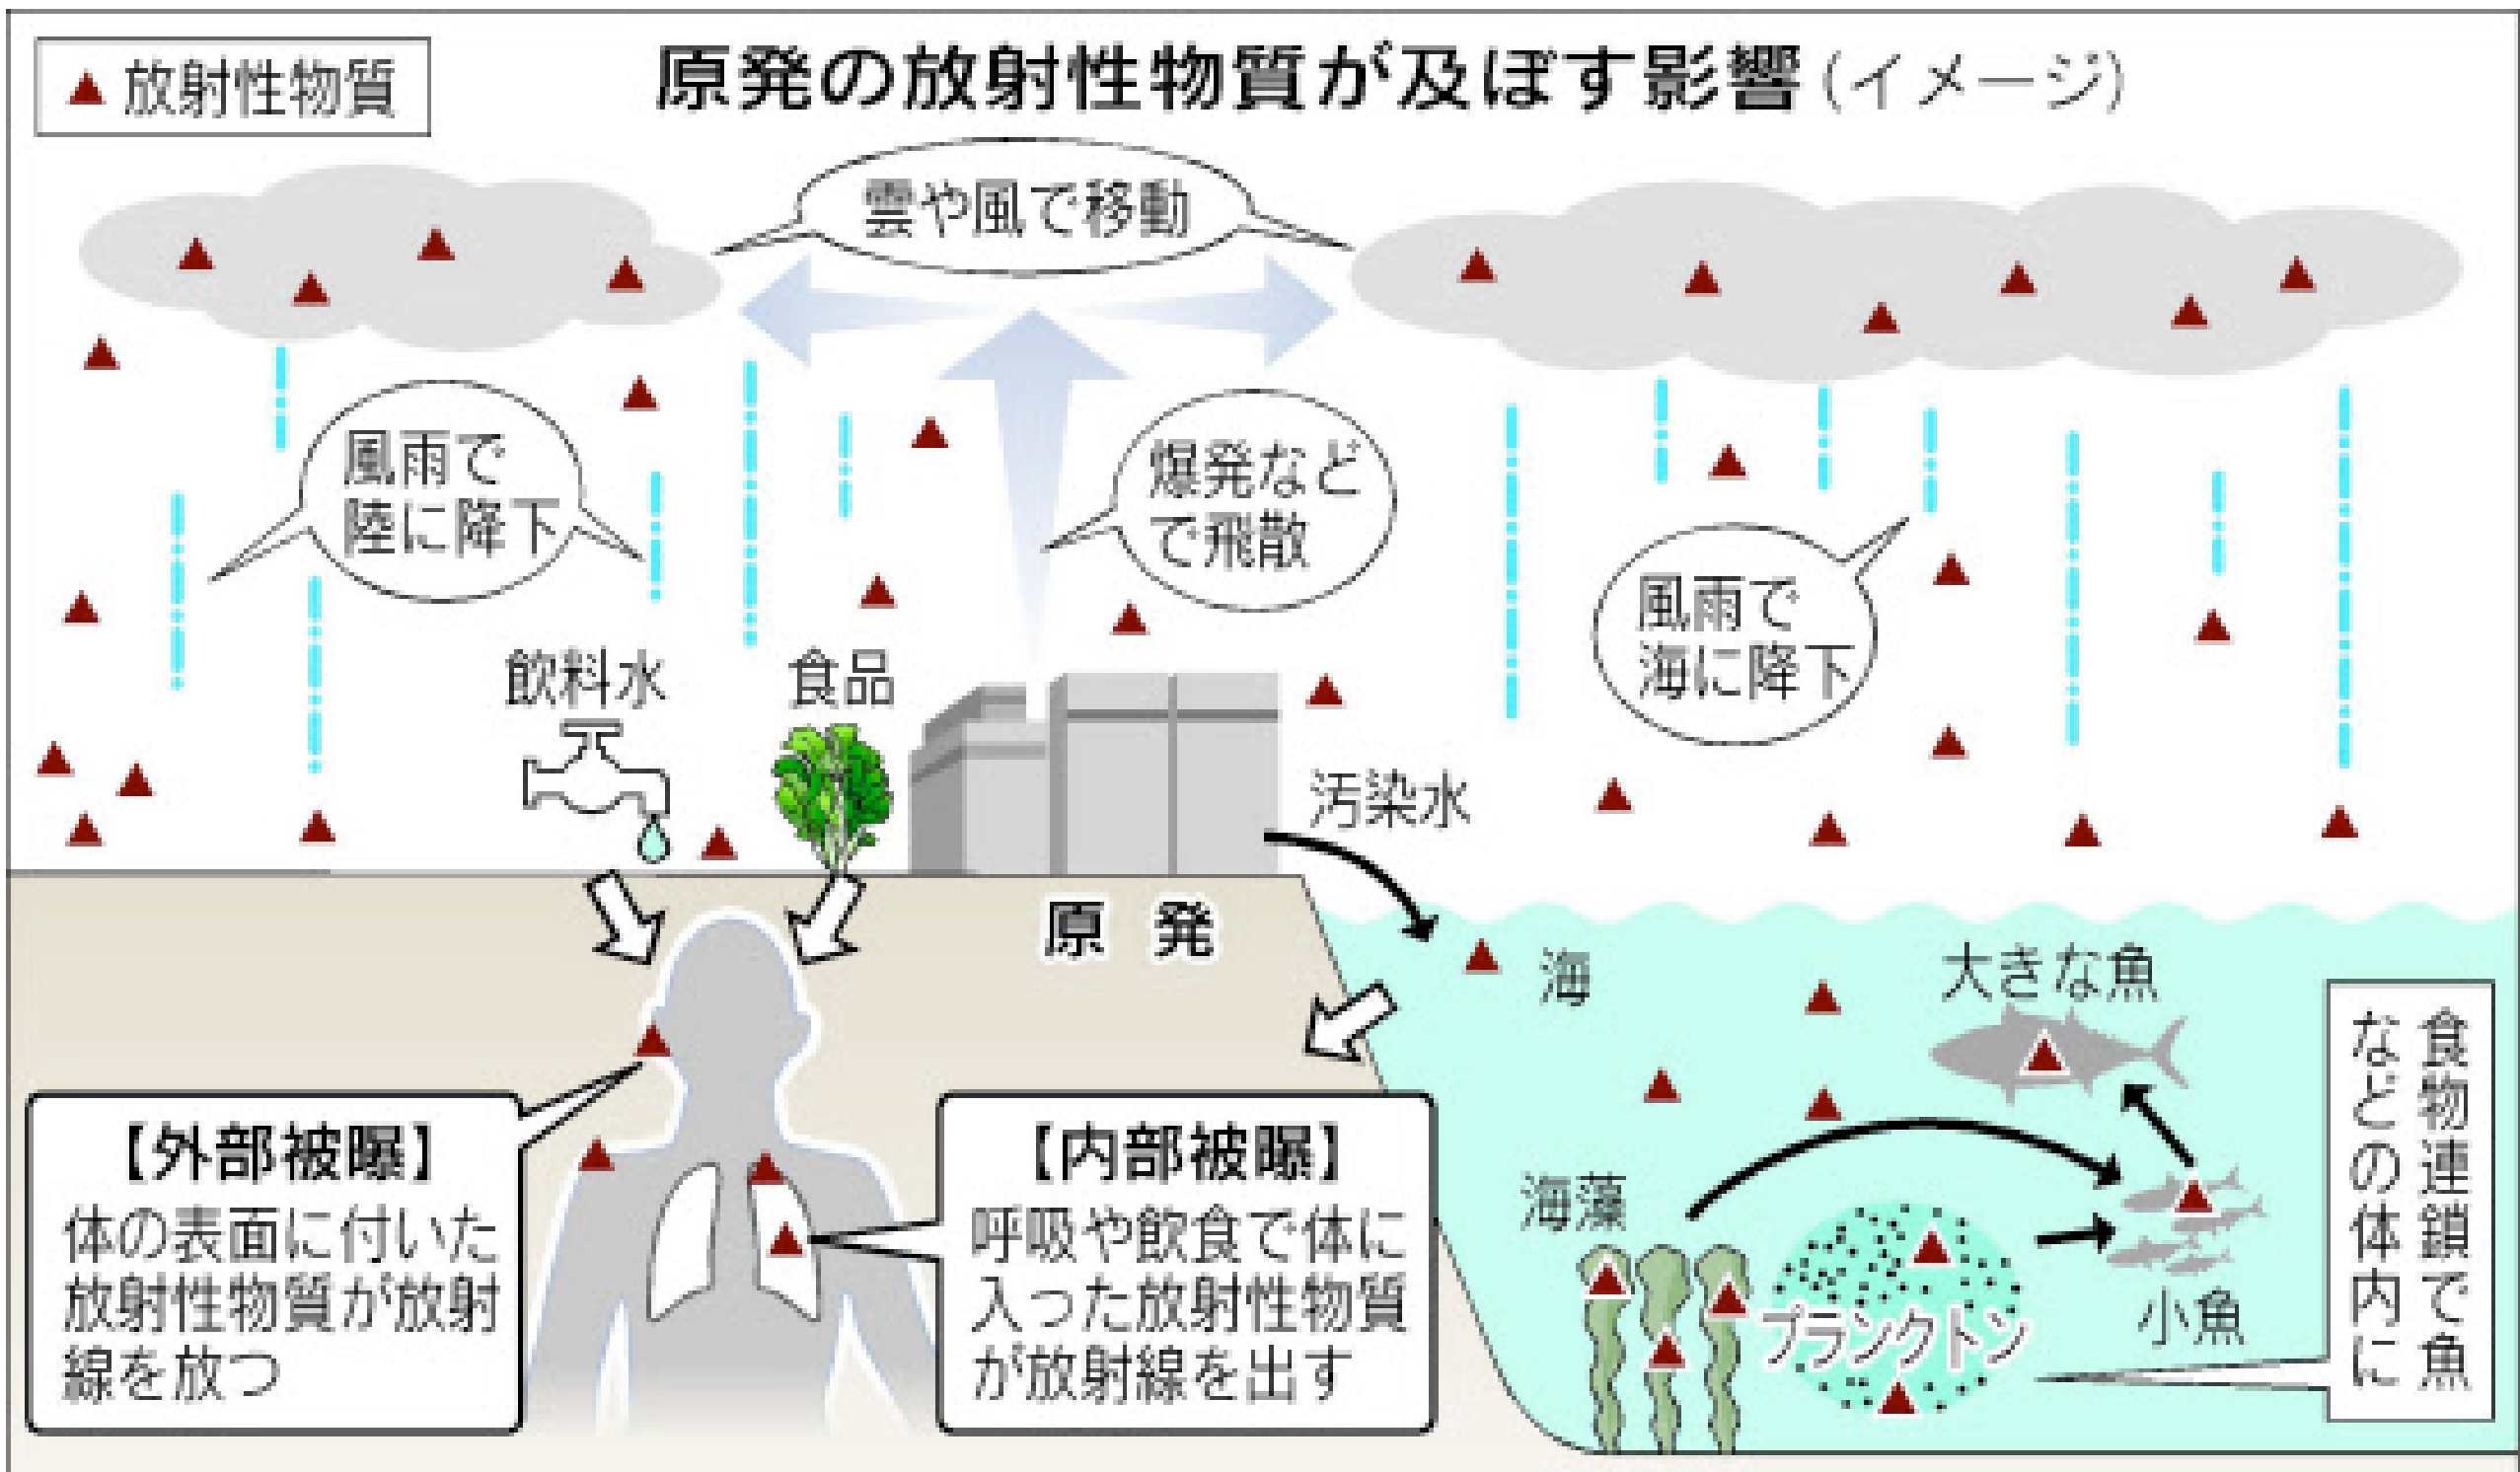 ▲ 放射性物質
原発の放射性物質が及ぼす影響(イメージ)
雲や風で移動
風雨で
陸に降下
爆発など
で飛散
風雨で
海に降下
飲料水
食品
汚染水
原発
海
大きな魚
食物連鎖で魚
などの体内に
【外部被曝】
体の表面に付いた
放射性物質が放射
線を放つ
【内部被曝】
呼吸や飲食で体に
入った放射性物質
が放射線を出す
海藻
プランクトン
小魚